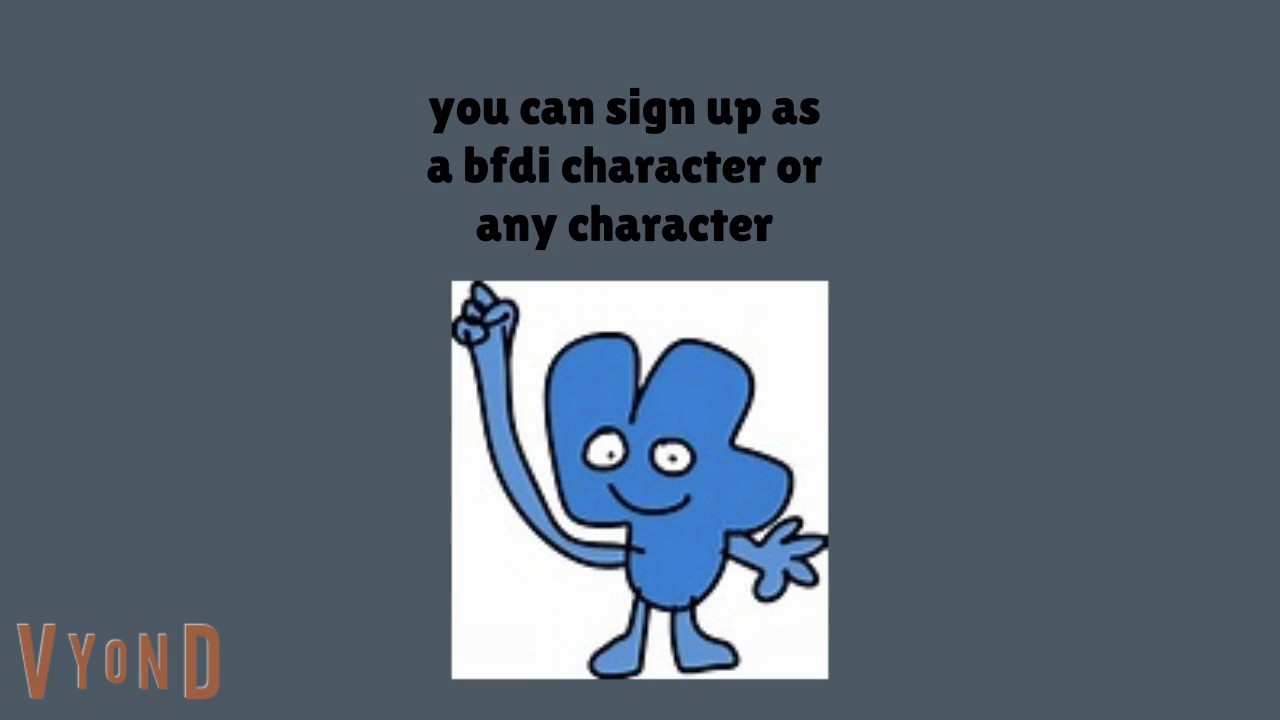 you can sign up as
a bfdi character or
any character
VYOND